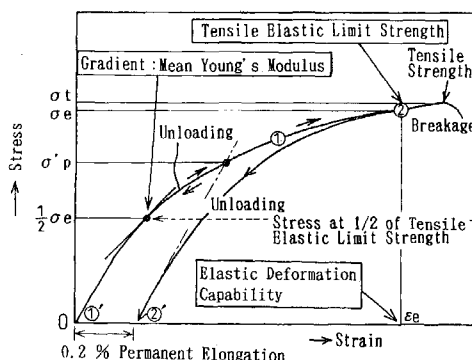 Tensile Elastic Limit Strength
Gradient : Mean Young's Modulus
Tensile
Strength
σt
σe
②
Breakage
Unloading
①
→ Stress
σ'p
Unloading
1/2 σe
Stress at 1/2 of Tensile
Elastic Limit Strength
Elastic Deformation
Capability
①'
②'
εe
0
→ Strain
0.2 % Permanent Elongation